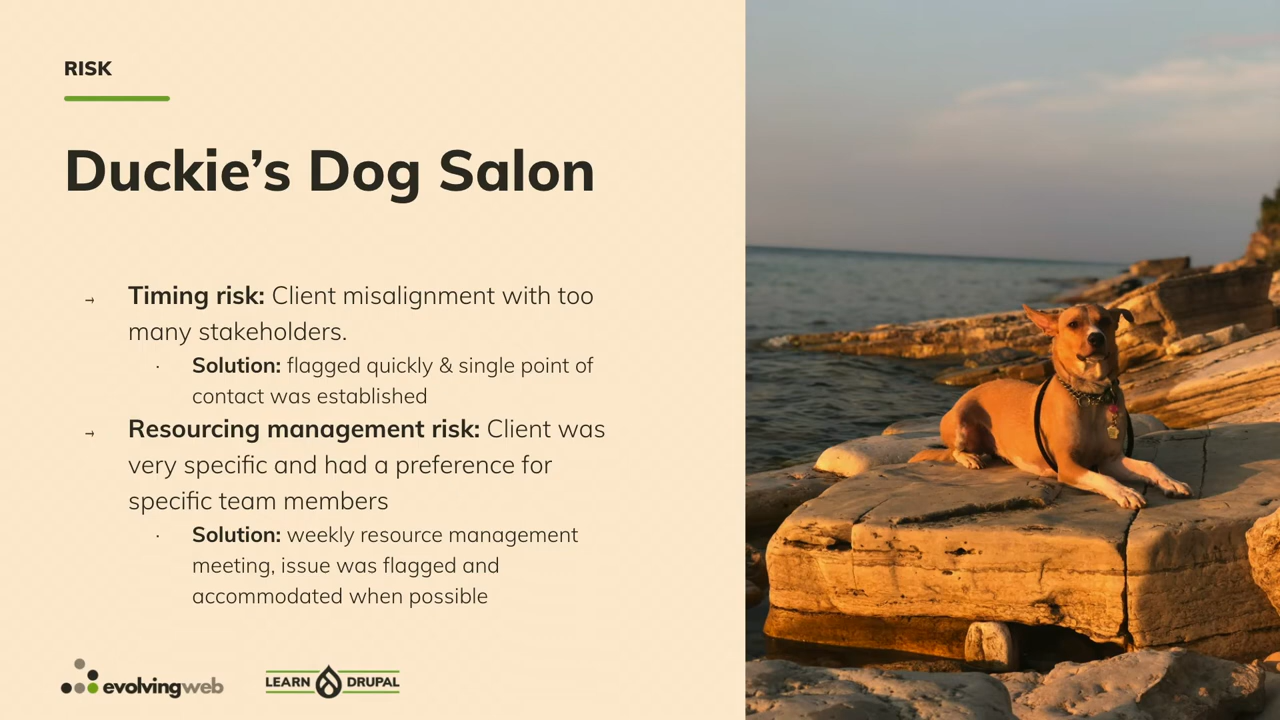 RISK
Duckie’s Dog Salon
→ Timing risk: Client misalignment with too
many stakeholders.
· Solution: flagged quickly & single point of
contact was established
→ Resourcing management risk: Client was
very specific and had a preference for
specific team members
· Solution: weekly resource management
meeting, issue was flagged and
accommodated when possible
evolvingweb
LEARN DRUPAL